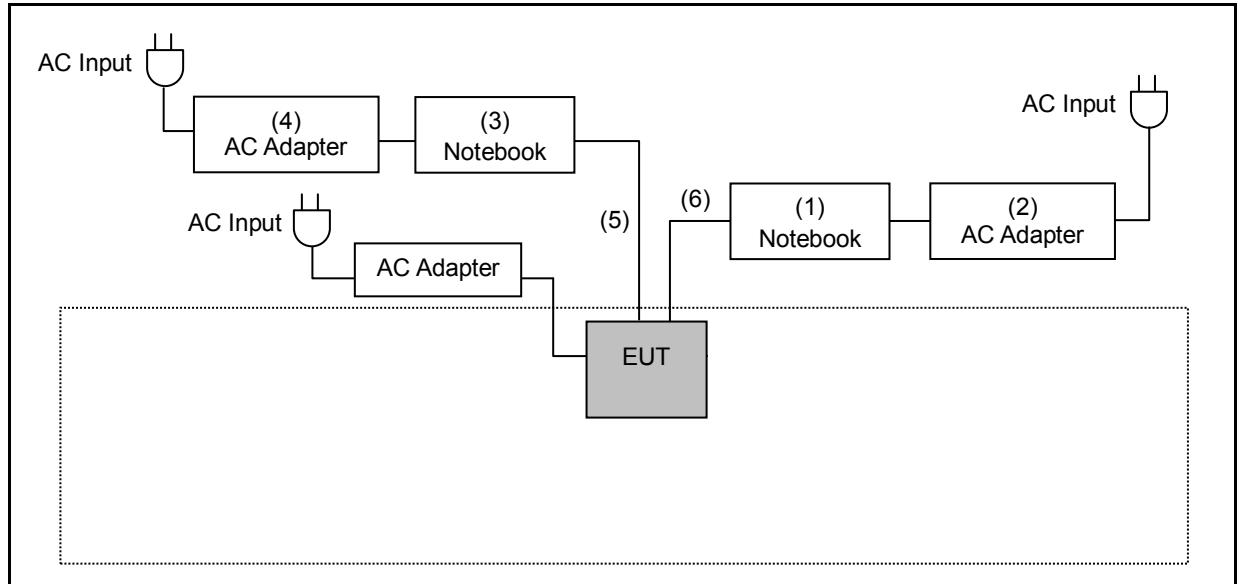 AC Input
(4)
AC Adapter
(3)
Notebook
AC Input
(5)
(6)
(1)
Notebook
(2)
AC Adapter
AC Input
AC Adapter
EUT